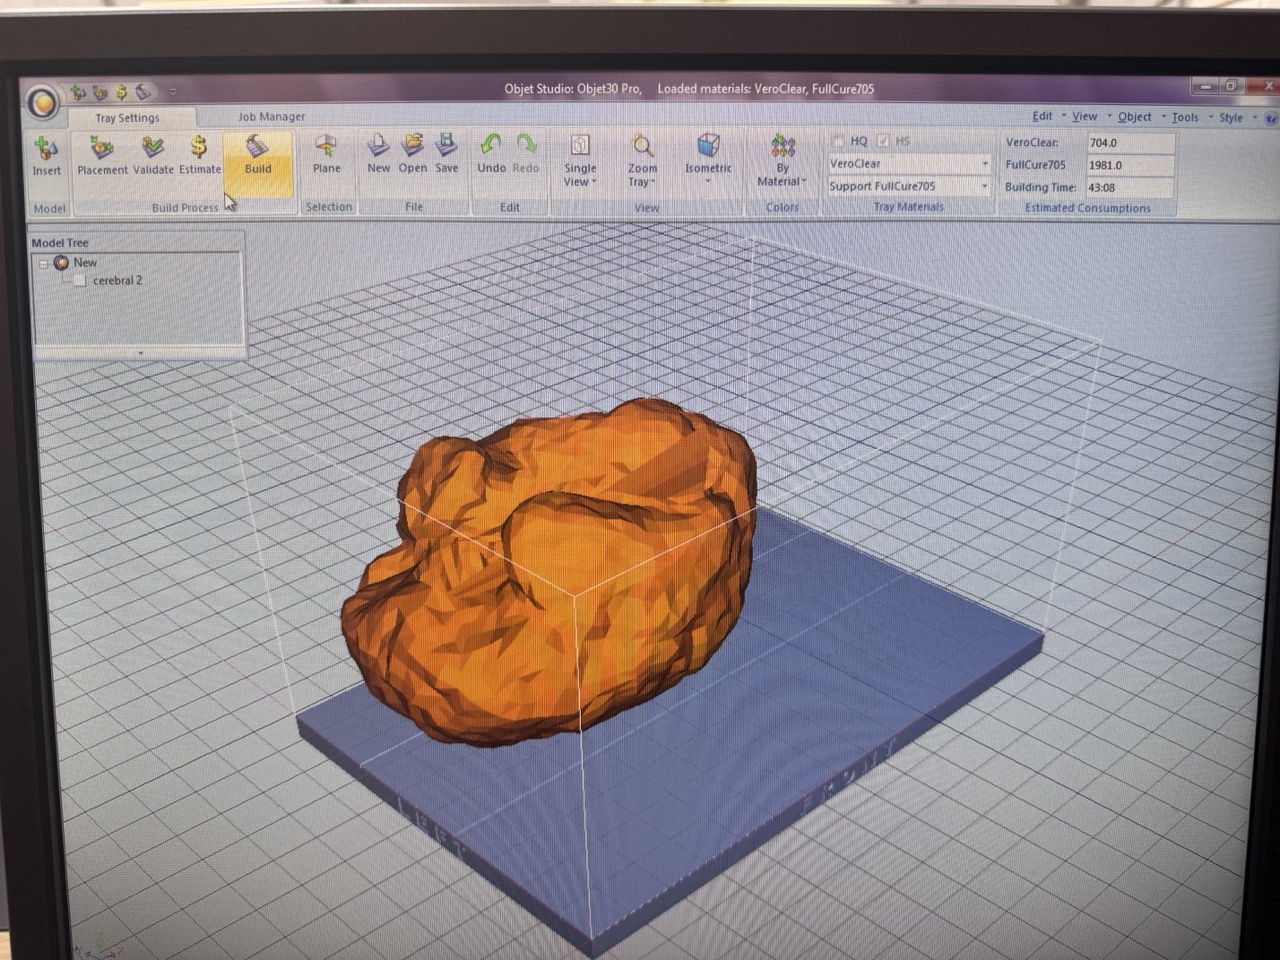 Objet Studio: Objet30 Pro, Loaded materials: VeroClear, FullCure705
Tray Settings Job Manager Edit View Object Tools Style
Insert Placement Validate Estimate Build Plane New Open Save Undo Redo Single View Zoom Tray Isometric By Material
HQ HS
VeroClear
Support FullCure705
VeroClear: 704.0
FullCure705 1981.0
Building Time: 43:08
Model Build Process Selection File Edit View Colors Tray Materials Estimated Consumptions
Model Tree
New
cerebral 2
LEFT
FRONT